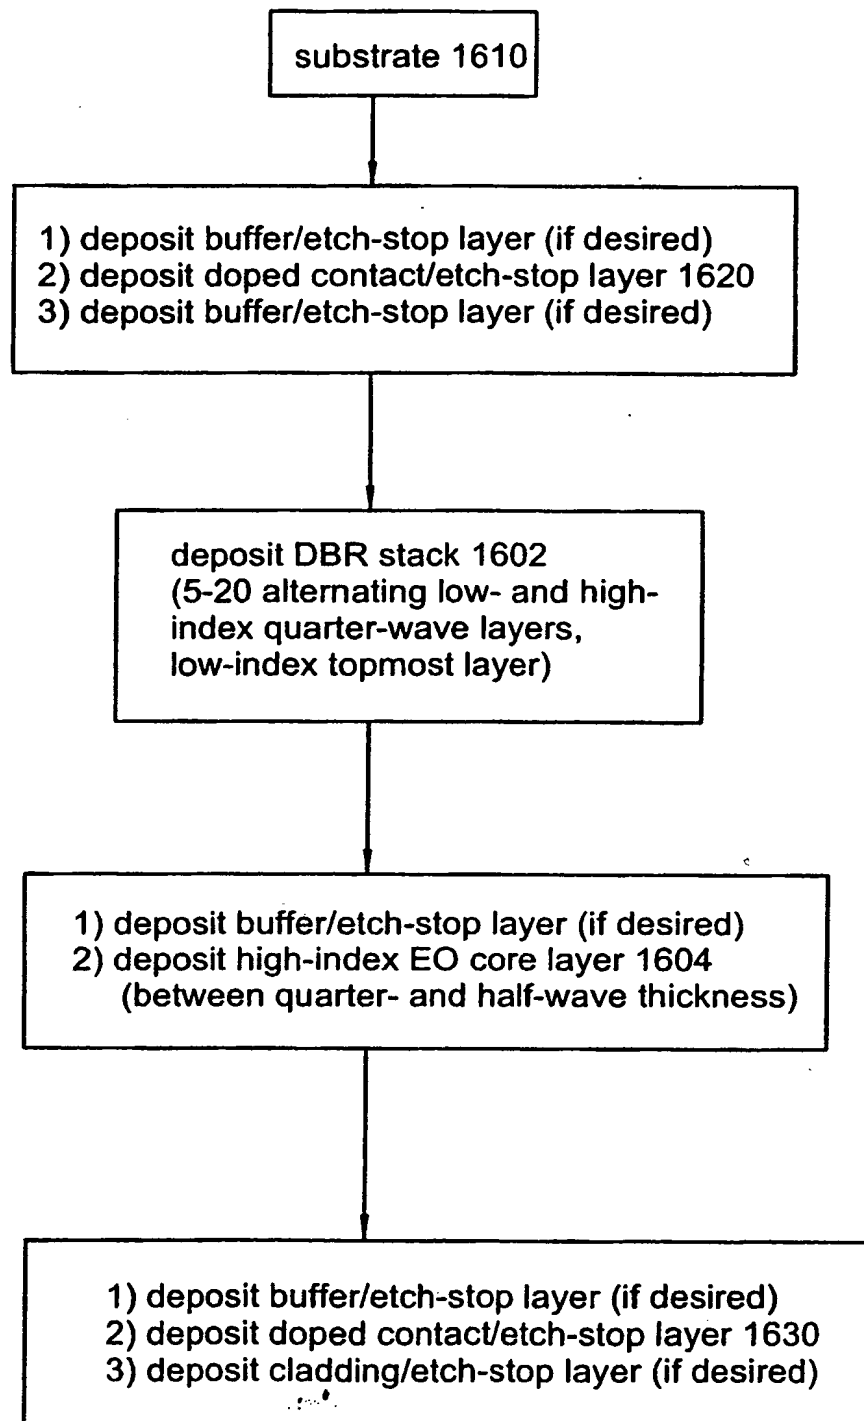 substrate 1610
1) deposit buffer/etch-stop layer (if desired)
2) deposit doped contact/etch-stop layer 1620
3) deposit buffer/etch-stop layer (if desired)
deposit DBR stack 1602
(5-20 alternating low- and high-
index quarter-wave layers,
low-index topmost layer)
1) deposit buffer/etch-stop layer (if desired)
2) deposit high-index EO core layer 1604
(between quarter- and half-wave thickness)
1) deposit buffer/etch-stop layer (if desired)
2) deposit doped contact/etch-stop layer 1630
3) deposit cladding/etch-stop layer (if desired)